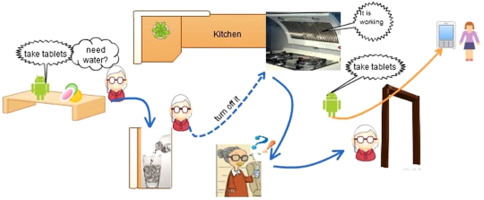 take tablets
need
water?
Kitchen
It is
working
turn off it
take tablets